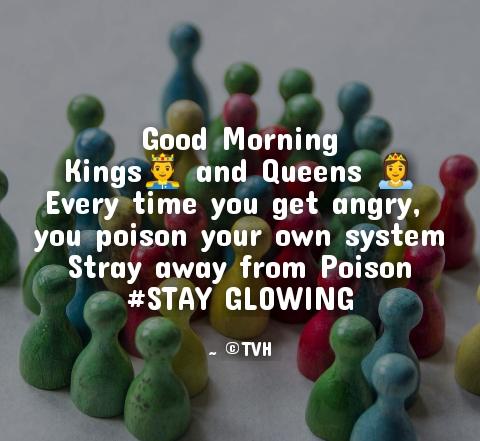 Good Morning
Kings🤴 and Queens 👸
Every time you get angry,
you poison your own system
Stray away from Poison
#STAY GLOWING
~ ©TVH